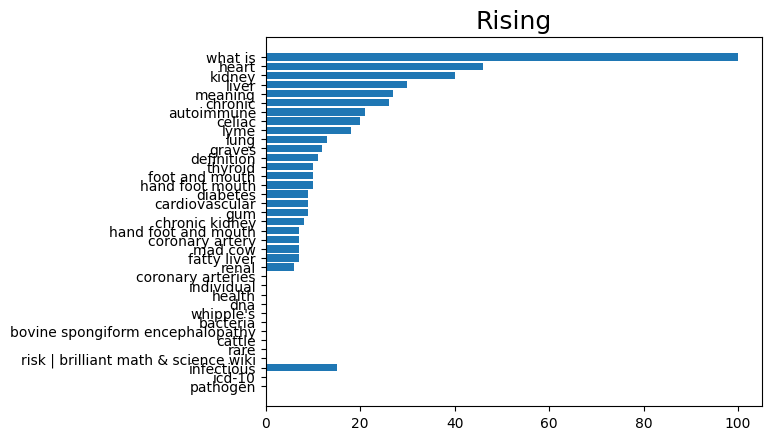 Rising
what is
heart
kidney
liver
meaning
chronic
autoimmune
celiac
lyme
lung
graves
definition
thyroid
foot and mouth
hand foot mouth
diabetes
cardiovascular
gum
chronic kidney
hand foot and mouth
coronary artery
mad cow
fatty liver
renal
coronary arteries
individual
health
dna
whipple's
bacteria
bovine spongiform encephalopathy
cattle
rare
risk | brilliant math & science wiki
infectious
icd-10
pathogen
0 20 40 60 80 100